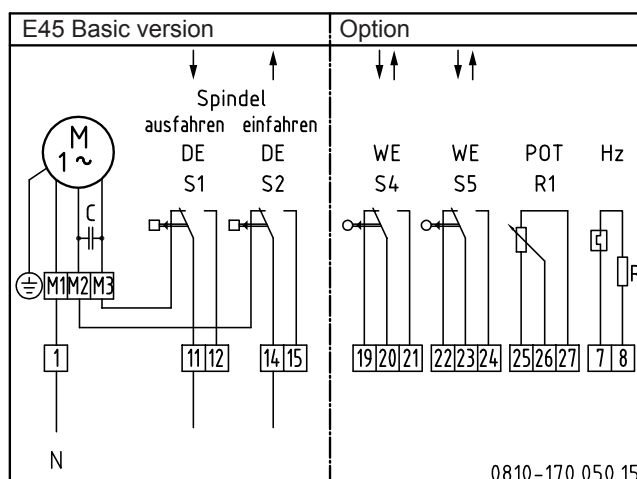 E45 Basic version
Option
Spindel
ausfahren einfahren
DE DE WE WE POT Hz
S1 S2 S4 S5 R1
M
1~
C
R
M1 M2 M3
1 11 12 14 15 19 20 21 22 23 24 25 26 27 7 8
N
0810-170 050 15